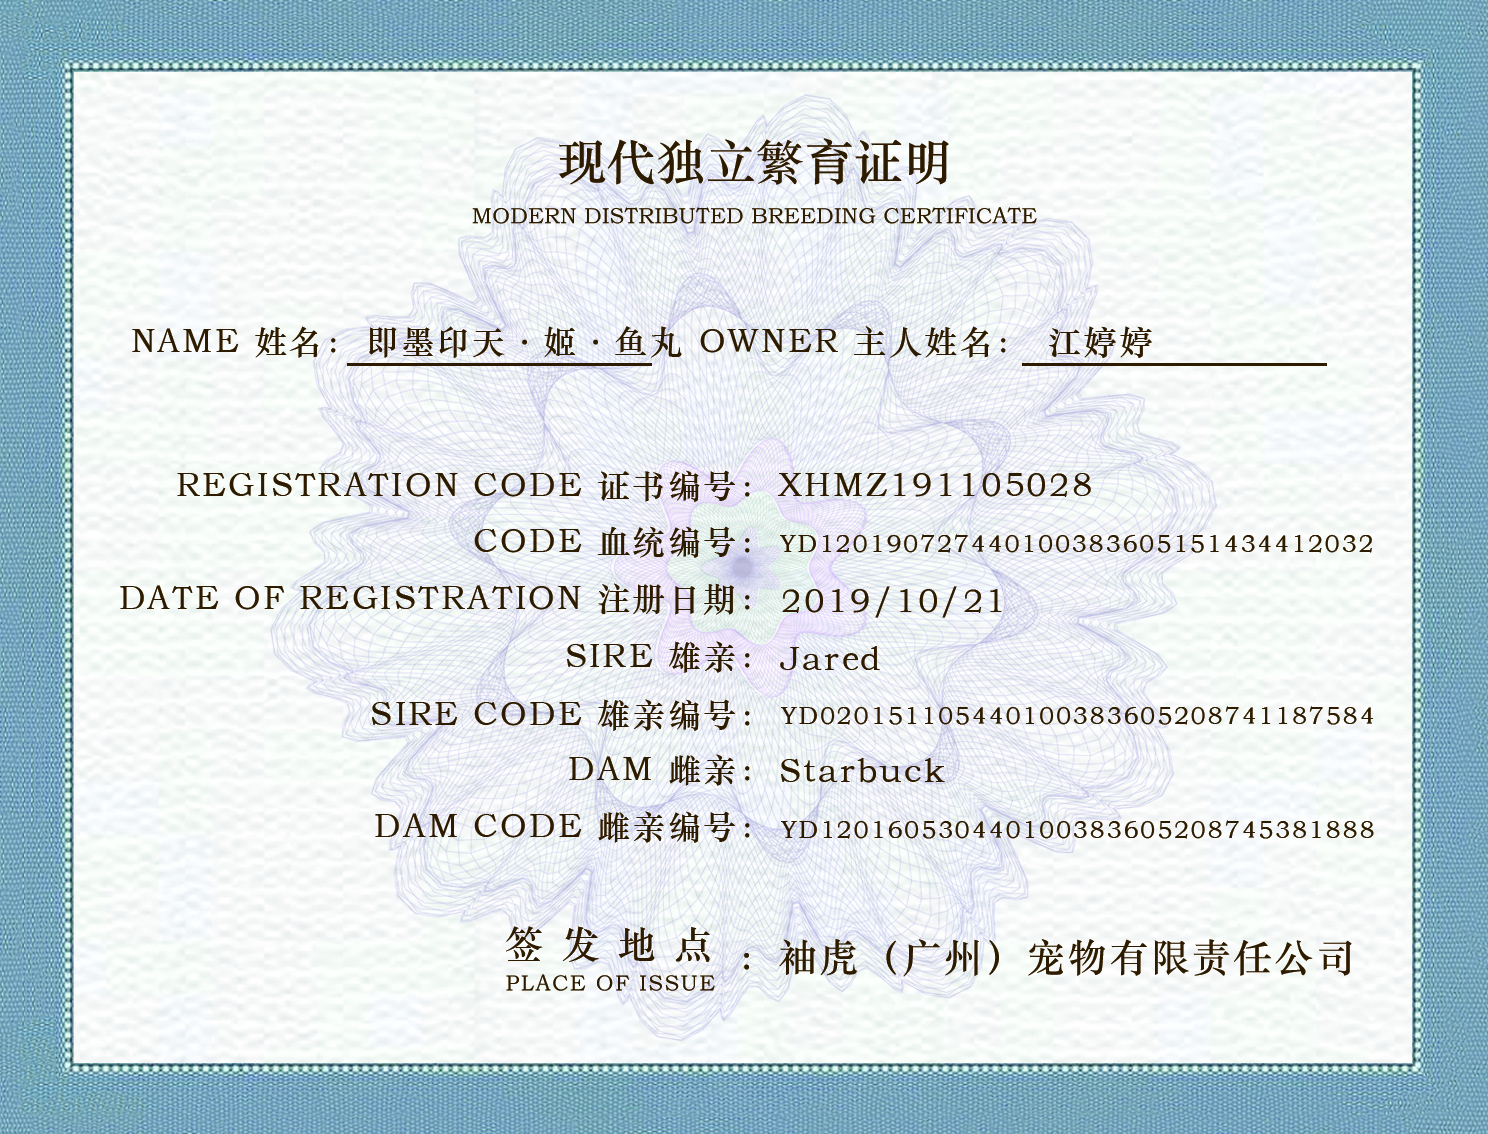 现代独立繁育证明
MODERN DISTRIBUTED BREEDING CERTIFICATE
NAME 姓名： 即墨印天·姬·鱼丸 OWNER 主人姓名： 江婷婷
REGISTRATION CODE 证书编号： XHMZ191105028
CODE 血统编号： YD120190727440100383605151434412032
DATE OF REGISTRATION 注册日期： 2019/10/21
SIRE 雄亲： Jared
SIRE CODE 雄亲编号： YD020151105440100383605208741187584
DAM 雌亲： Starbuck
DAM CODE 雌亲编号： YD120160530440100383605208745381888
签发地点 ：袖虎（广州）宠物有限责任公司
PLACE OF ISSUE